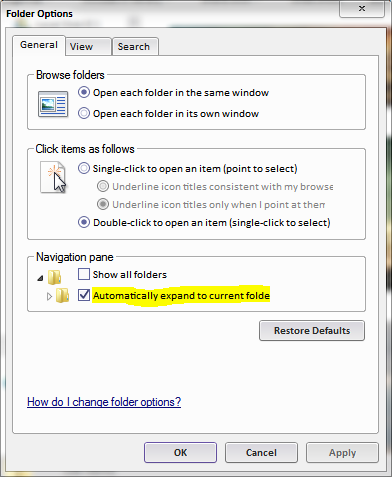 Folder Options
General
View
Search
Browse folders
Open each folder in the same window
Open each folder in its own window
Click items as follows
Single-click to open an item (point to select)
Underline icon titles consistent with my browse
Underline icon titles only when I point at them
Double-click to open an item (single-click to select)
Navigation pane
Show all folders
Automatically expand to current folde
Restore Defaults
How do I change folder options?
OK
Cancel
Apply